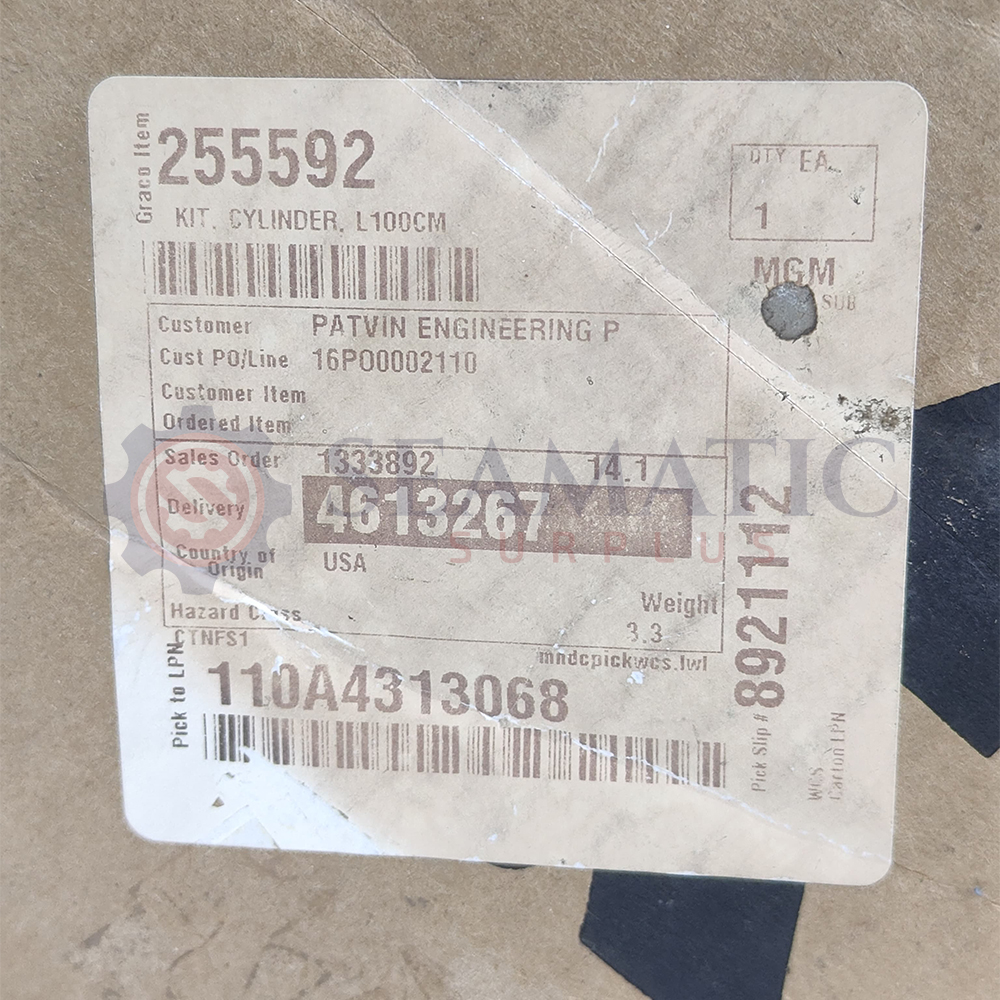 Graco Item
255592
KIT, CYLINDER, L100CM
QTY EA
1
MGM
SUB
Customer PATVIN ENGINEERING P
Cust PO/Line 16PO0002110
Customer Item
Ordered Item
Sales Order 1333892 14.1
Delivery 4613267
Country of Origin USA
Hazard Class
Weight
3.3
CTNFS1
mndcpickwcs.lwl
Pick to LPN
110A4313068
Pick Slip # 8921112
WCS
Carton LPN
SEAMATIC
SURPLUS